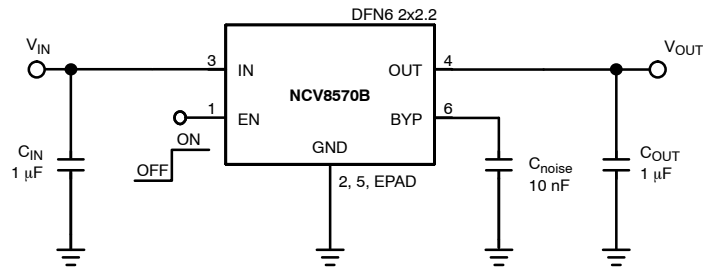 DFN6 2x2.2
VIN
VOUT
3
IN
OUT
4
NCV8570B
1
EN
BYP
6
ON
OFF
GND
2, 5, EPAD
CIN
1 μF
Cnoise
10 nF
COUT
1 μF